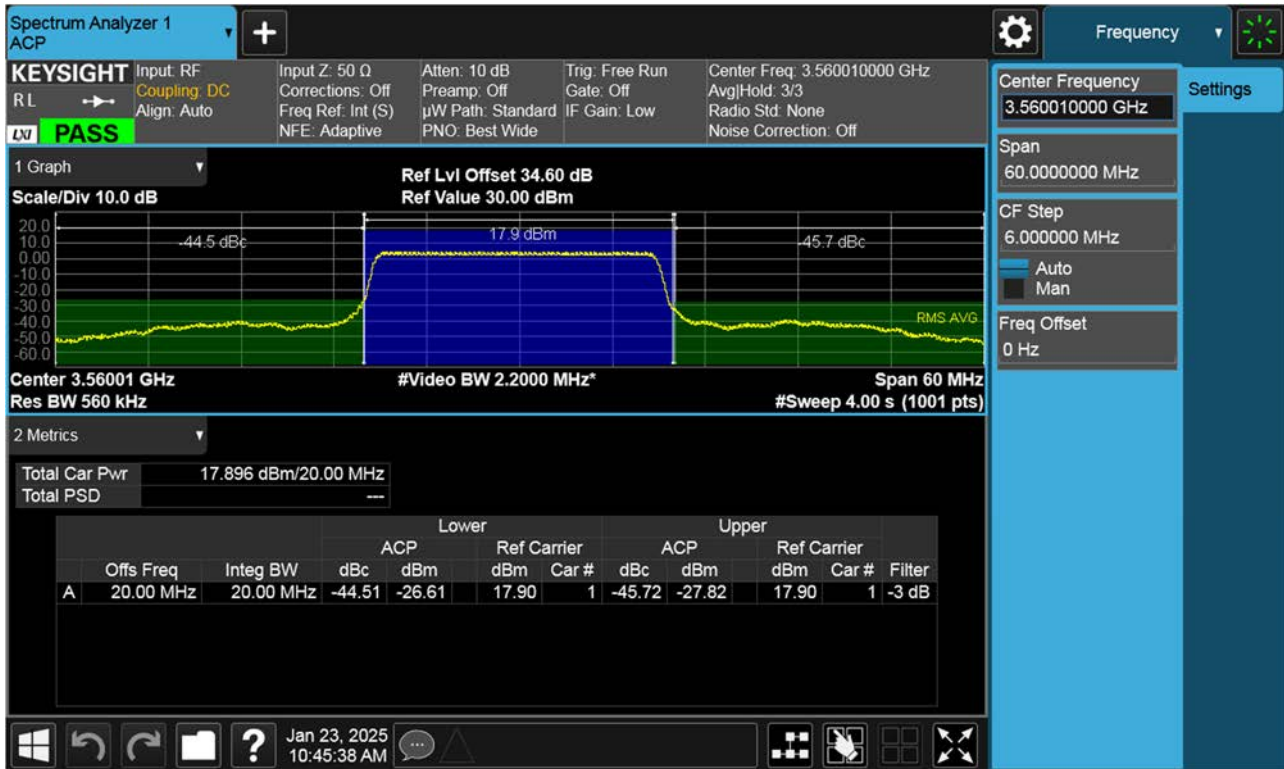 Spectrum Analyzer 1
ACP
+
Frequency
KEYSIGHT
RL
LXI PASS
Input: RF
Coupling: DC
Align: Auto
Input Z: 50 Ω
Corrections: Off
Freq Ref: Int (S)
NFE: Adaptive
Atten: 10 dB
Preamp: Off
µW Path: Standard
PNO: Best Wide
Trig: Free Run
Gate: Off
IF Gain: Low
Center Freq: 3.560010000 GHz
Avg|Hold: 3/3
Radio Std: None
Noise Correction: Off
1 Graph
Scale/Div 10.0 dB
Ref Lvl Offset 34.60 dB
Ref Value 30.00 dBm
20.0
10.0
0.00
-10.0
-20.0
-30.0
-40.0
-50.0
-60.0
-44.5 dBc
17.9 dBm
-45.7 dBc
RMS AVG
Center 3.56001 GHz
#Video BW 2.2000 MHz*
Span 60 MHz
Res BW 560 kHz
#Sweep 4.00 s (1001 pts)
2 Metrics
Total Car Pwr 17.896 dBm/20.00 MHz
Total PSD ---
Lower Upper
ACP Ref Carrier ACP Ref Carrier
Offs Freq Integ BW dBc dBm dBm Car # dBc dBm dBm Car # Filter
A 20.00 MHz 20.00 MHz -44.51 -26.61 17.90 1 -45.72 -27.82 17.90 1 -3 dB
?
Jan 23, 2025
10:45:38 AM
Center Frequency
3.560010000 GHz
Span
60.0000000 MHz
CF Step
6.000000 MHz
Auto
Man
Freq Offset
0 Hz
Settings